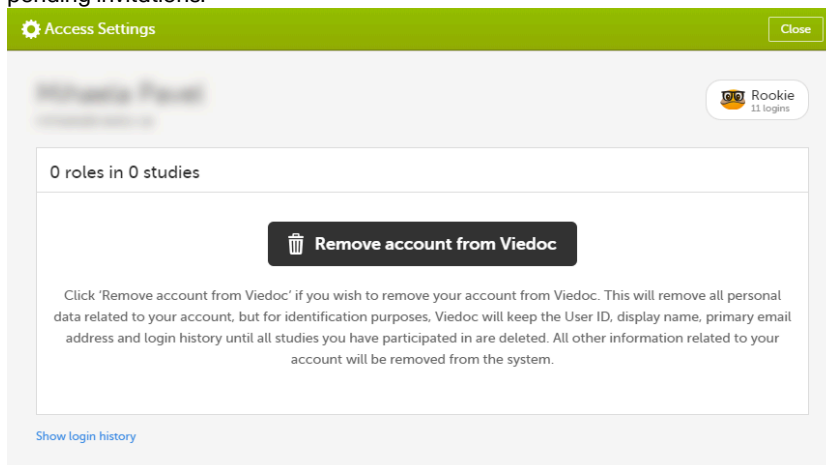 pending invitations.
Access Settings
Close
Rookie
11 logins
0 roles in 0 studies
Remove account from Viedoc
Click 'Remove account from Viedoc' if you wish to remove your account from Viedoc. This will remove all personal
data related to your account, but for identification purposes, Viedoc will keep the User ID, display name, primary email
address and login history until all studies you have participated in are deleted. All other information related to your
account will be removed from the system.
Show login history